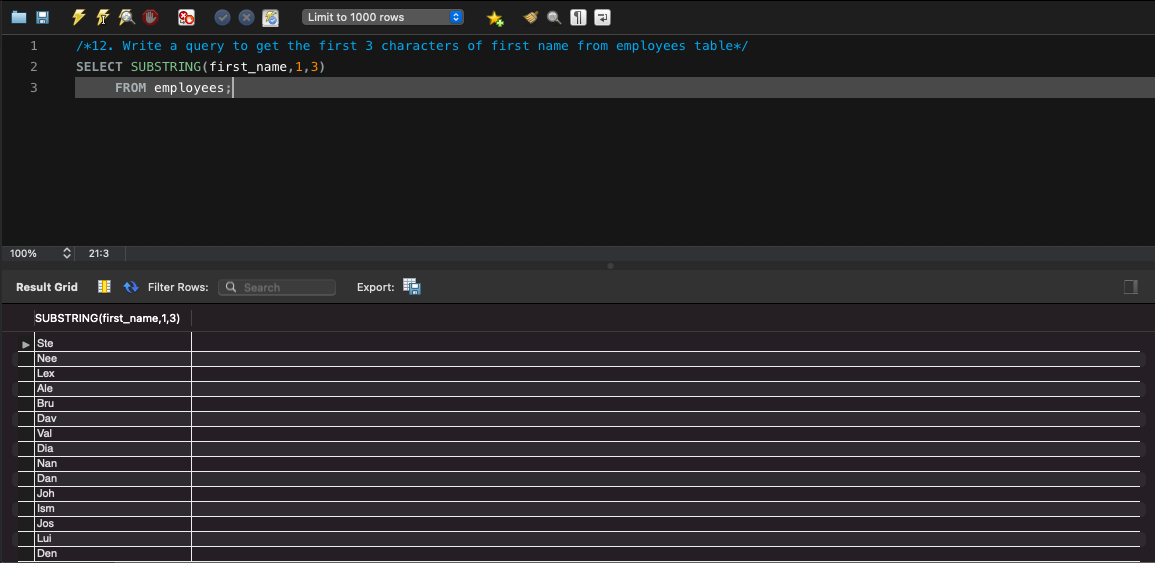 Limit to 1000 rows
1 /*12. Write a query to get the first 3 characters of first name from employees table*/
2 SELECT SUBSTRING(first_name,1,3)
3 FROM employees;
100% 21:3
Result Grid Filter Rows: Search Export:
SUBSTRING(first_name,1,3)
Ste
Nee
Lex
Ale
Bru
Dav
Val
Dia
Nan
Dan
Joh
Ism
Jos
Lui
Den